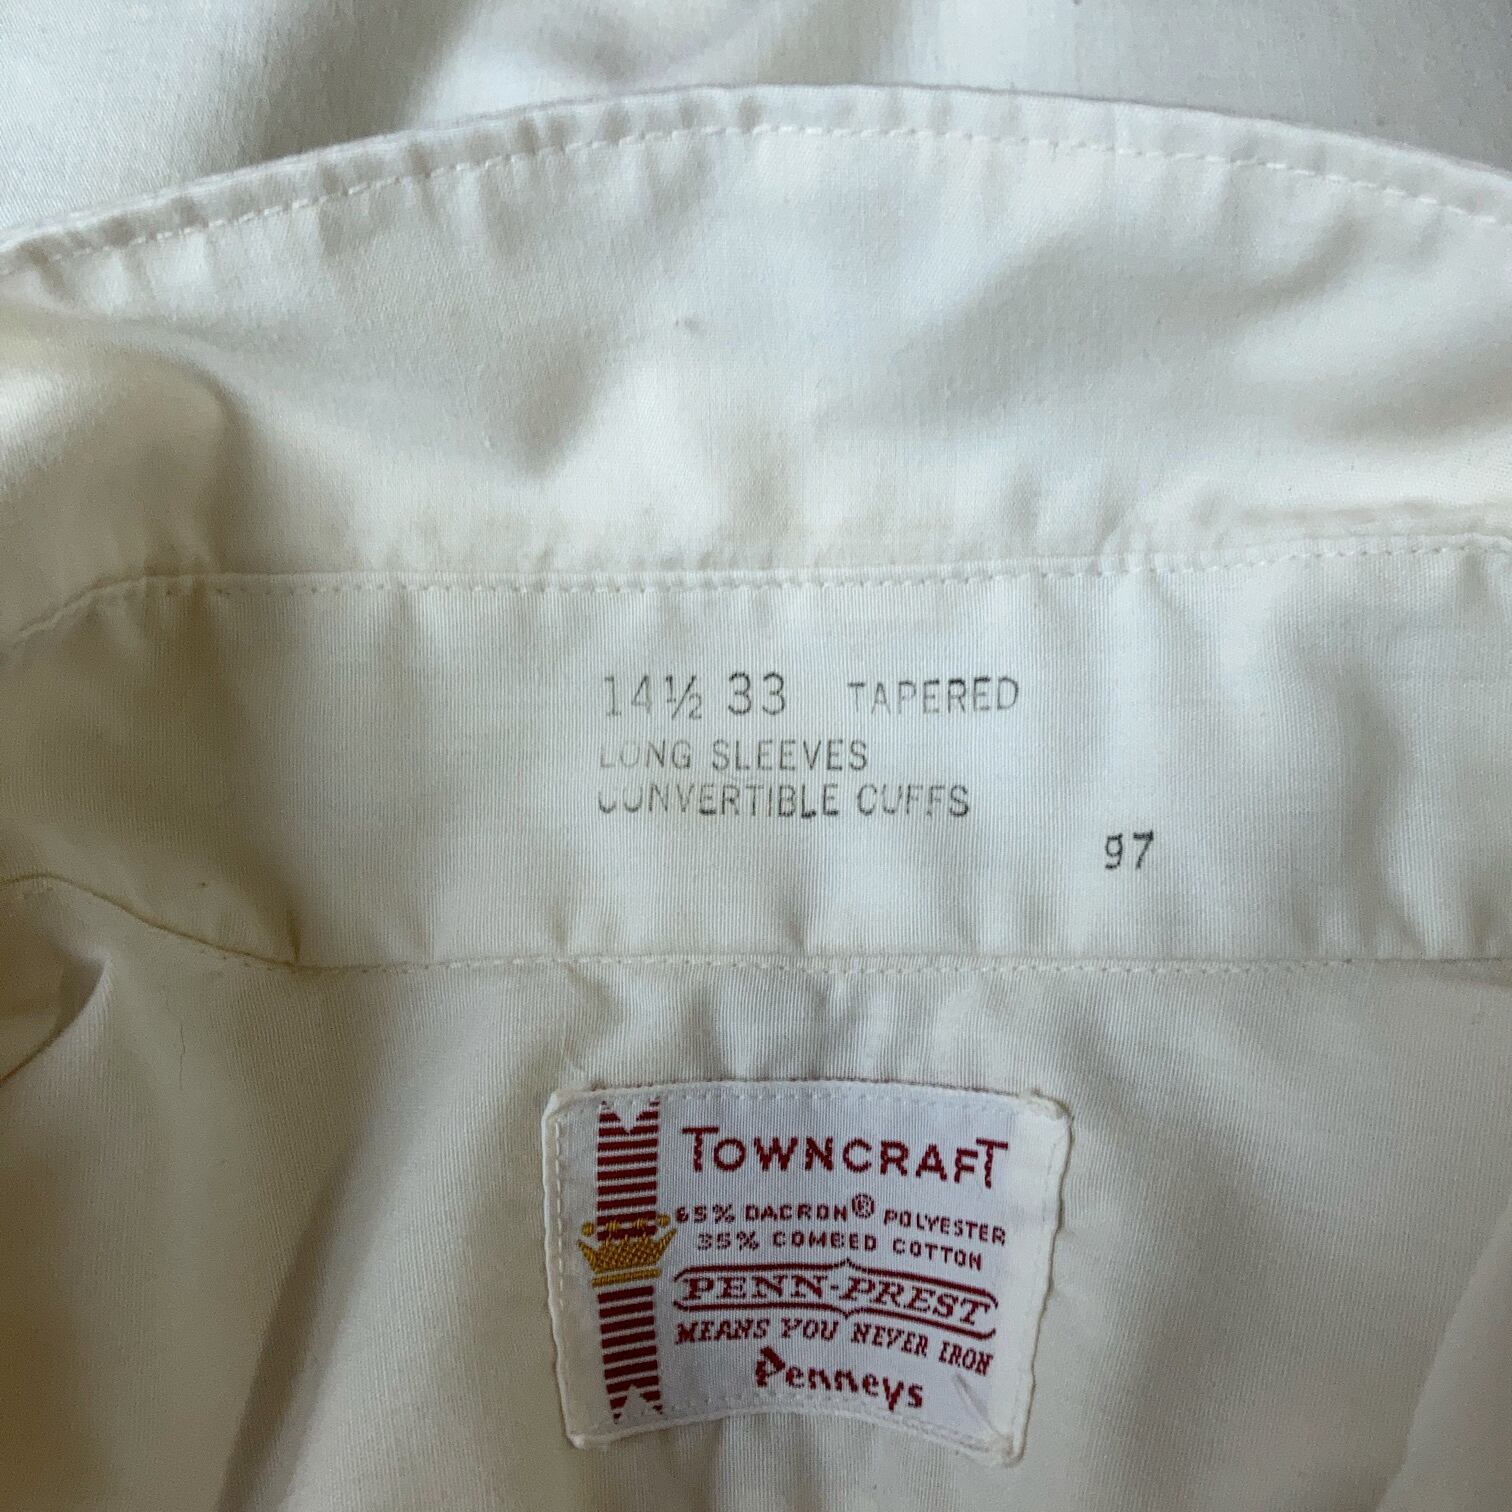 14½ 33 TAPERED
LONG SLEEVES
CONVERTIBLE CUFFS
97
TOWNCRAFT
65% DACRON® POLYESTER
35% COMBED COTTON
PENN-PREST
MEANS YOU NEVER IRON
Penneys